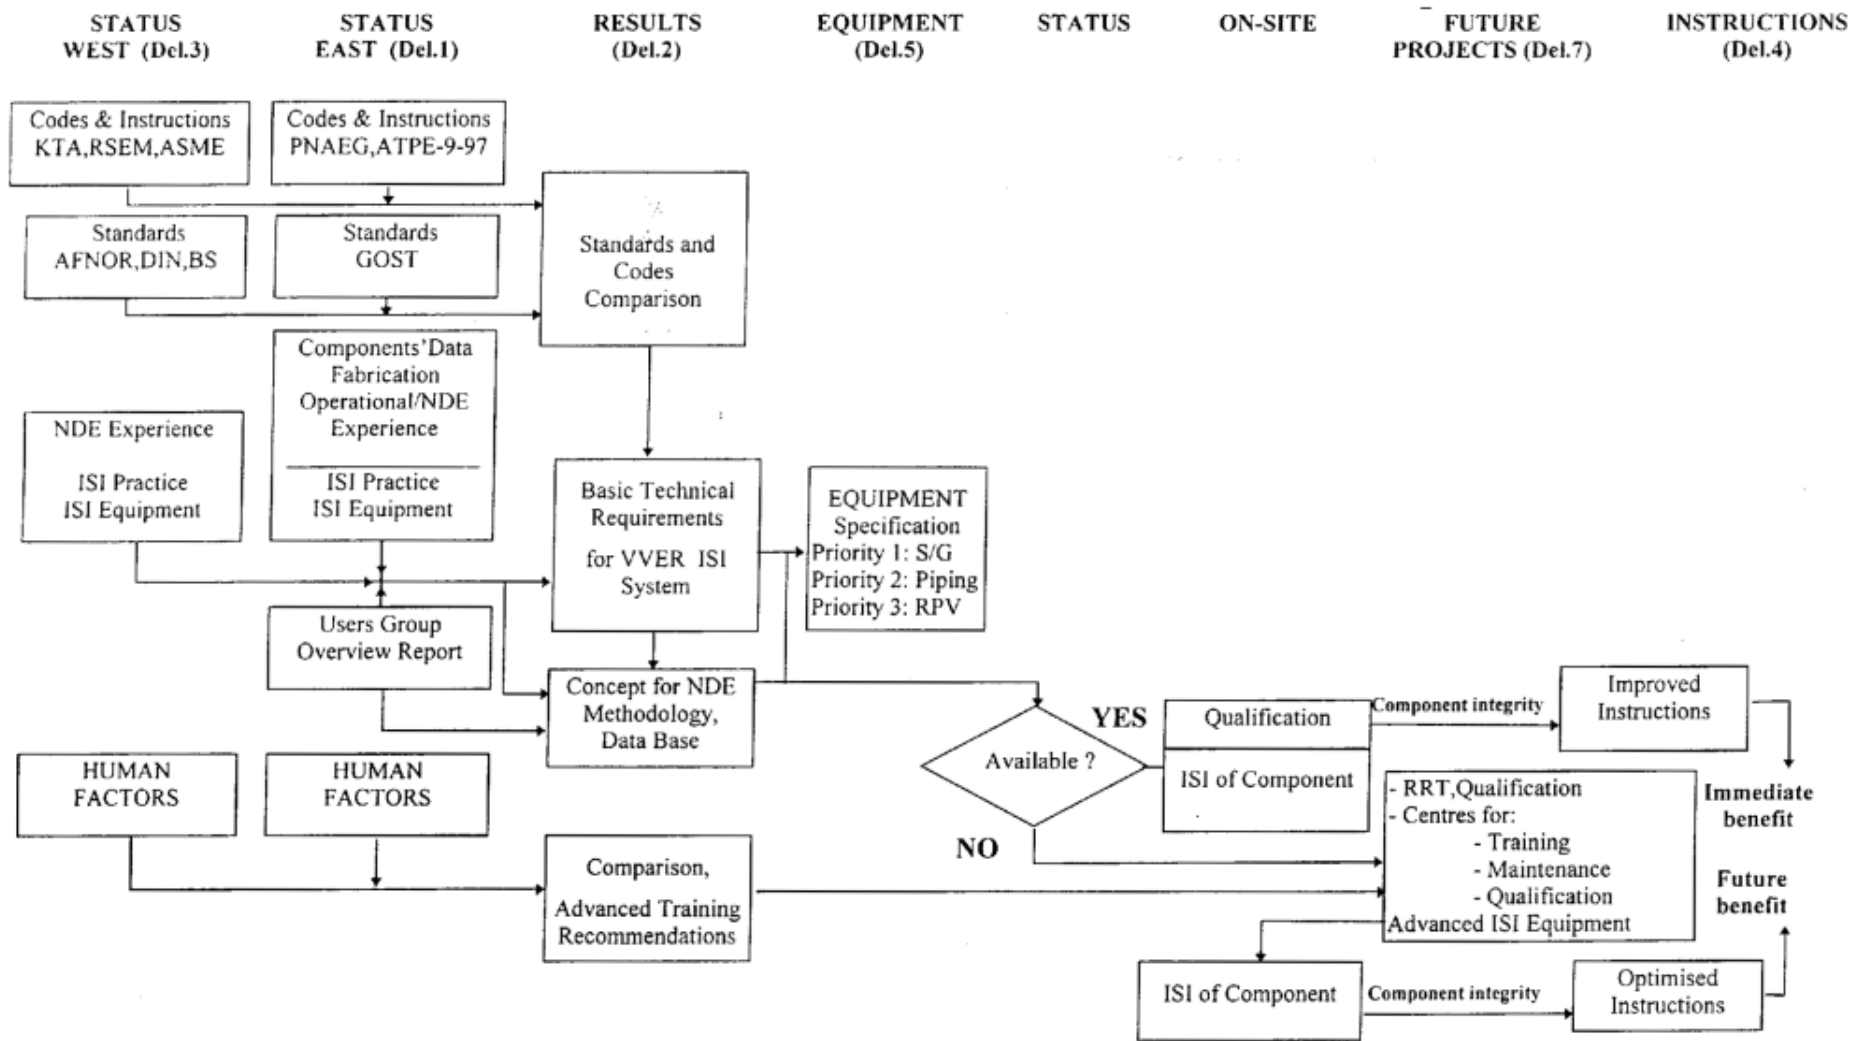 STATUS
WEST (Del.3)
STATUS
EAST (Del.1)
RESULTS
(Del.2)
EQUIPMENT
(Del.5)
STATUS
ON-SITE
FUTURE
PROJECTS (Del.7)
INSTRUCTIONS
(Del.4)
Codes & Instructions
KTA,RSEM,ASME
Codes & Instructions
PNAEG,ATPE-9-97
Standards
AFNOR,DIN,BS
Standards
GOST
Standards and
Codes
Comparison
Components'Data
Fabrication
Operational/NDE
Experience
ISI Practice
ISI Equipment
NDE Experience
ISI Practice
ISI Equipment
Basic Technical
Requirements
for VVER ISI
System
EQUIPMENT
Specification
Priority 1: S/G
Priority 2: Piping
Priority 3: RPV
Users Group
Overview Report
Concept for NDE
Methodology,
Data Base
Available ?
YES
NO
Qualification
ISI of Component
Component integrity
Improved
Instructions
HUMAN
FACTORS
HUMAN
FACTORS
Comparison,
Advanced Training
Recommendations
- RRT,Qualification
- Centres for:
- Training
- Maintenance
- Qualification
Advanced ISI Equipment
Immediate
benefit
Future
benefit
ISI of Component
Component integrity
Optimised
Instructions